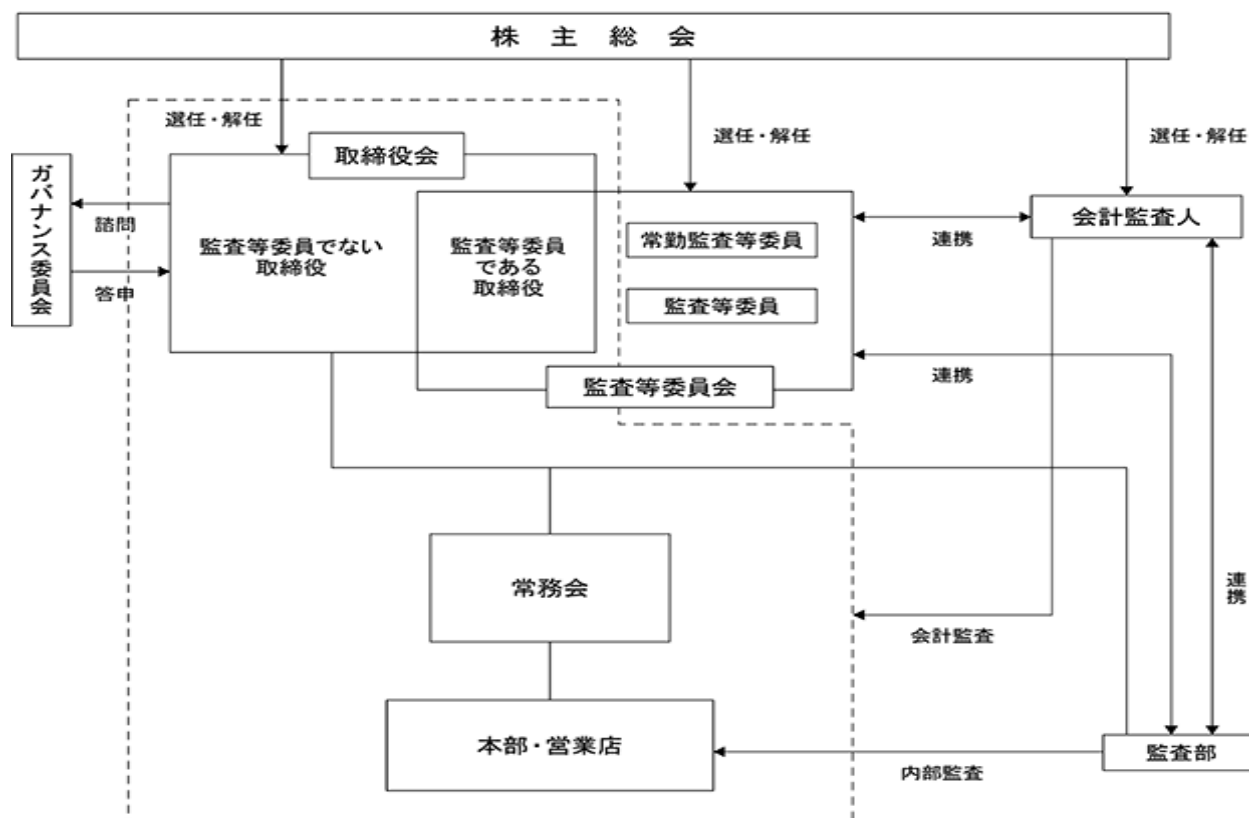 株主総会
選任・解任
選任・解任
選任・解任
取締役会
ガバナンス委員会
諮問
答申
監査等委員でない
取締役
監査等委員
である
取締役
常勤監査等委員
監査等委員
監査等委員会
連携
会計監査人
連携
常務会
会計監査
連携
本部・営業店
内部監査
監査部